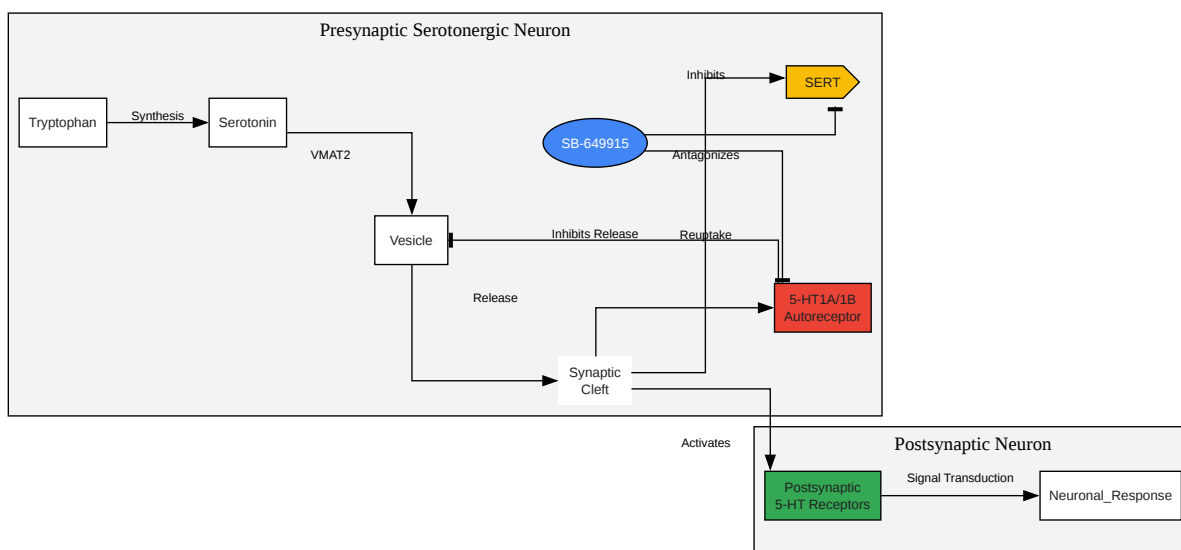 Presynaptic Serotonergic Neuron
Inhibits
SERT
Tryptophan
Synthesis
Serotonin
VMAT2
SB-649915
Antagonizes
Vesicle
Inhibits Release
Reuptake
Release
5-HT1A/1B
Autoreceptor
Synaptic
Cleft
Activates
Postsynaptic Neuron
Postsynaptic
5-HT Receptors
Signal Transduction
Neuronal_Response